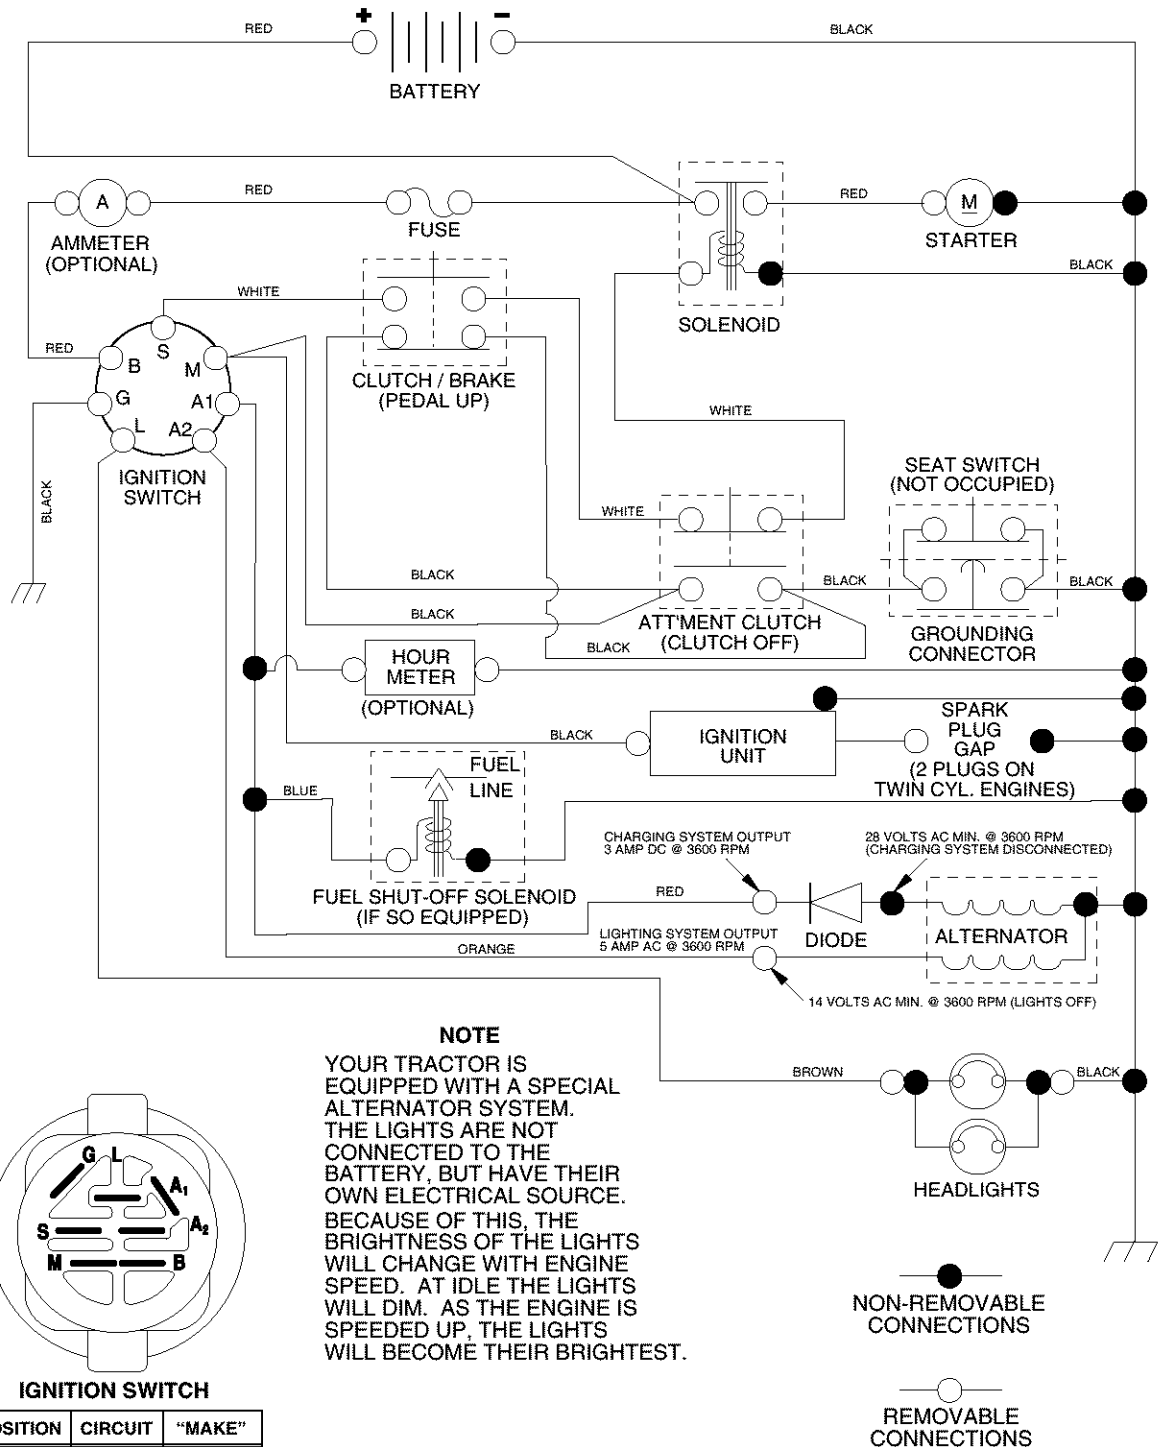 + −
RED
BLACK
BATTERY
A
RED
AMMETER
(OPTIONAL)
FUSE
SOLENOID
RED
M
STARTER
BLACK
WHITE
RED
B
S
M
G
A1
L
A2
IGNITION
SWITCH
BLACK
CLUTCH / BRAKE
(PEDAL UP)
WHITE
SEAT SWITCH
(NOT OCCUPIED)
WHITE
BLACK
BLACK
BLACK
BLACK
ATT'MENT CLUTCH
(CLUTCH OFF)
BLACK
GROUNDING
CONNECTOR
HOUR
METER
(OPTIONAL)
BLACK
IGNITION
UNIT
SPARK
PLUG
GAP
(2 PLUGS ON
TWIN CYL. ENGINES)
BLUE
FUEL
LINE
FUEL SHUT-OFF SOLENOID
(IF SO EQUIPPED)
CHARGING SYSTEM OUTPUT
3 AMP DC @ 3600 RPM
28 VOLTS AC MIN. @ 3600 RPM
(CHARGING SYSTEM DISCONNECTED)
RED
DIODE
ALTERNATOR
LIGHTING SYSTEM OUTPUT
5 AMP AC @ 3600 RPM
ORANGE
14 VOLTS AC MIN. @ 3600 RPM (LIGHTS OFF)
BROWN
BLACK
HEADLIGHTS
NOTE
YOUR TRACTOR IS
EQUIPPED WITH A SPECIAL
ALTERNATOR SYSTEM.
THE LIGHTS ARE NOT
CONNECTED TO THE
BATTERY, BUT HAVE THEIR
OWN ELECTRICAL SOURCE.
BECAUSE OF THIS, THE
BRIGHTNESS OF THE LIGHTS
WILL CHANGE WITH ENGINE
SPEED. AT IDLE THE LIGHTS
WILL DIM. AS THE ENGINE IS
SPEEDED UP, THE LIGHTS
WILL BECOME THEIR BRIGHTEST.
G L
A1
S
A2
M
B
IGNITION SWITCH
OSITION CIRCUIT "MAKE"
NON-REMOVABLE
CONNECTIONS
REMOVABLE
CONNECTIONS